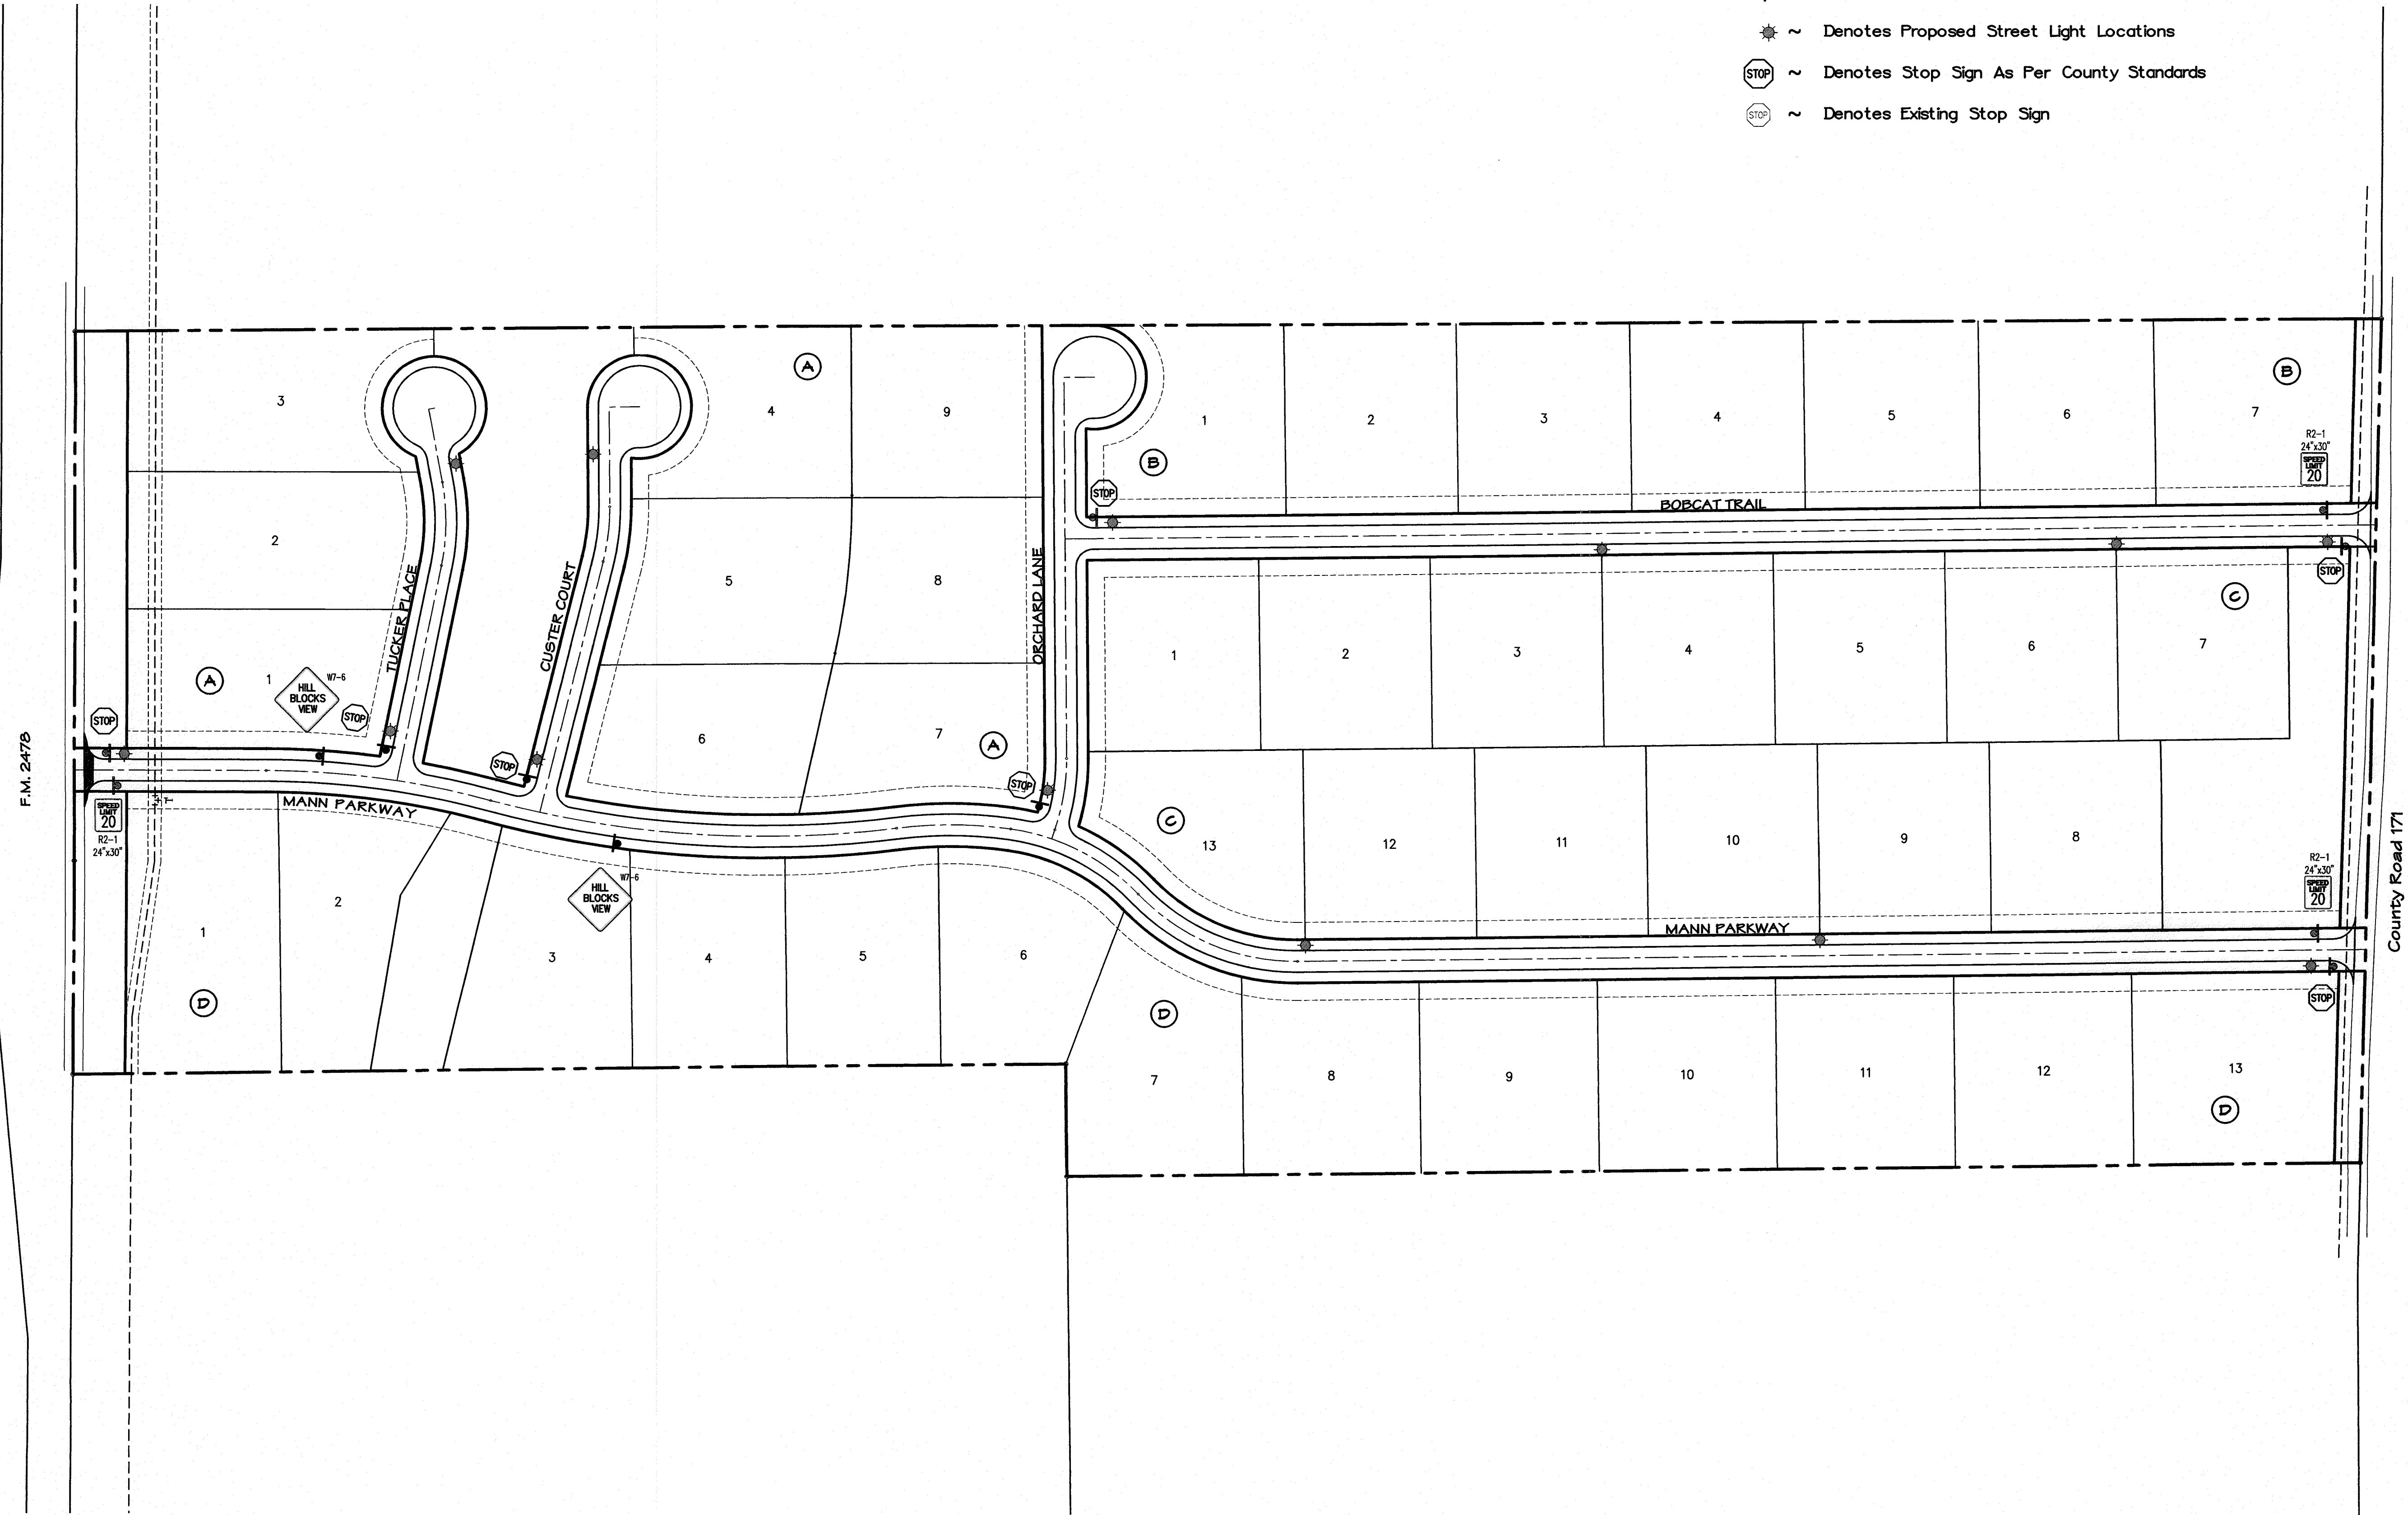 ~ Denotes Proposed Street Light Locations
STOP ~ Denotes Stop Sign As Per County Standards
STOP ~ Denotes Existing Stop Sign
A
B
3
4
9
1
2
3
4
5
6
7
R2-1
24"x30"
SPEED
LIMIT
20
B
STOP
BOBCAT TRAIL
2
5
8
TUCKER PLACE
CUSTER COURT
ORCHARD LANE
STOP
C
1
2
3
4
5
6
7
A
1
HILL
BLOCKS
VIEW
W7-6
STOP
STOP
6
7
A
STOP
STOP
F.M. 2478
MANN PARKWAY
SPEED
LIMIT
20
R2-1
24"x30"
C
13
12
11
10
9
8
County Road 171
R2-1
24"x30"
SPEED
LIMIT
20
HILL
BLOCKS
VIEW
W7-6
MANN PARKWAY
1
2
3
4
5
6
D
D
STOP
7
8
9
10
11
12
13
D